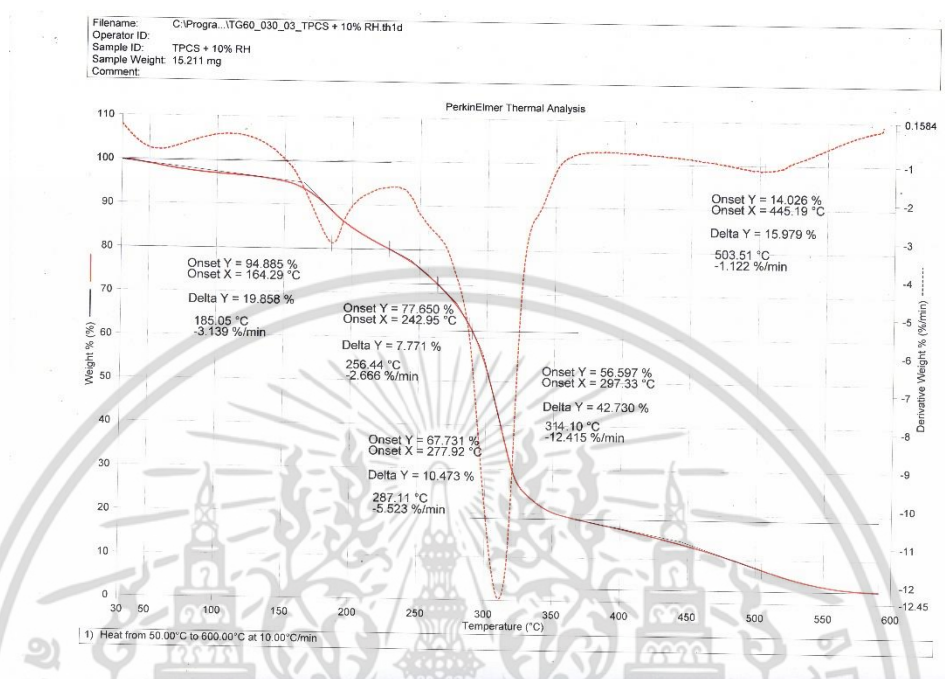 Filename: C:\Progra...\TG60_030_03_TPCS + 10% RH.th1d
Operator ID:
Sample ID: TPCS + 10% RH
Sample Weight: 15.211 mg
Comment:
PerkinElmer Thermal Analysis
110
100
90
80
70
60
50
40
30
20
10
0
Weight % (%)
0.1584
-1
-2
-3
-4
-5
-6
-7
-8
-9
-10
-11
-12
-12.45
Derivative Weight % (%/min)
Onset Y = 94.885 %
Onset X = 164.29 °C
Delta Y = 19.858 %
185.05 °C
-3.139 %/min
Onset Y = 77.650 %
Onset X = 242.95 °C
Delta Y = 7.771 %
256.44 °C
-2.666 %/min
Onset Y = 67.731 %
Onset X = 277.92 °C
Delta Y = 10.473 %
287.11 °C
-5.523 %/min
Onset Y = 56.597 %
Onset X = 297.33 °C
Delta Y = 42.730 %
314.10 °C
-12.415 %/min
Onset Y = 14.026 %
Onset X = 445.19 °C
Delta Y = 15.979 %
503.51 °C
-1.122 %/min
30 50 100 150 200 250 300 350 400 450 500 550 600
Temperature (°C)
1) Heat from 50.00°C to 600.00°C at 10.00°C/min